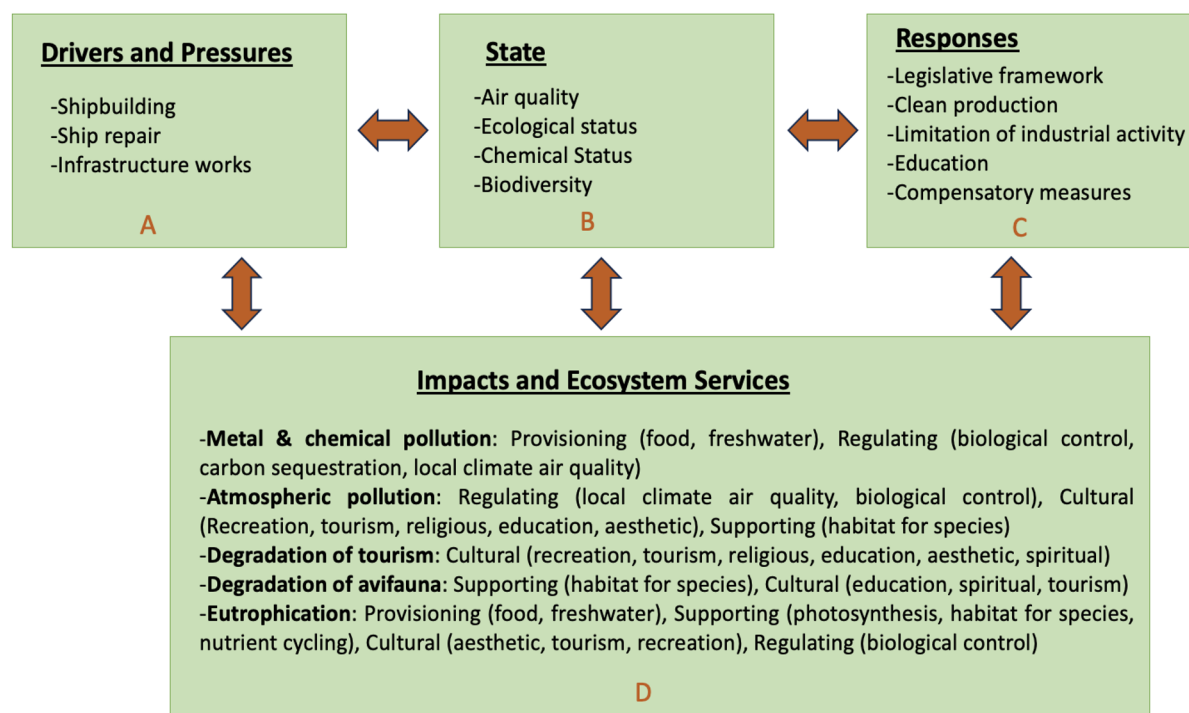 Drivers and Pressures
-Shipbuilding
-Ship repair
-Infrastructure works
A
State
-Air quality
-Ecological status
-Chemical Status
-Biodiversity
B
Responses
-Legislative framework
-Clean production
-Limitation of industrial activity
-Education
-Compensatory measures
C
Impacts and Ecosystem Services
-Metal & chemical pollution: Provisioning (food, freshwater), Regulating (biological control,
carbon sequestration, local climate air quality)
-Atmospheric pollution: Regulating (local climate air quality, biological control), Cultural
(Recreation, tourism, religious, education, aesthetic), Supporting (habitat for species)
-Degradation of tourism: Cultural (recreation, tourism, religious, education, aesthetic, spiritual)
-Degradation of avifauna: Supporting (habitat for species), Cultural (education, spiritual, tourism)
-Eutrophication: Provisioning (food, freshwater), Supporting (photosynthesis, habitat for species,
nutrient cycling), Cultural (aesthetic, tourism, recreation), Regulating (biological control)
D